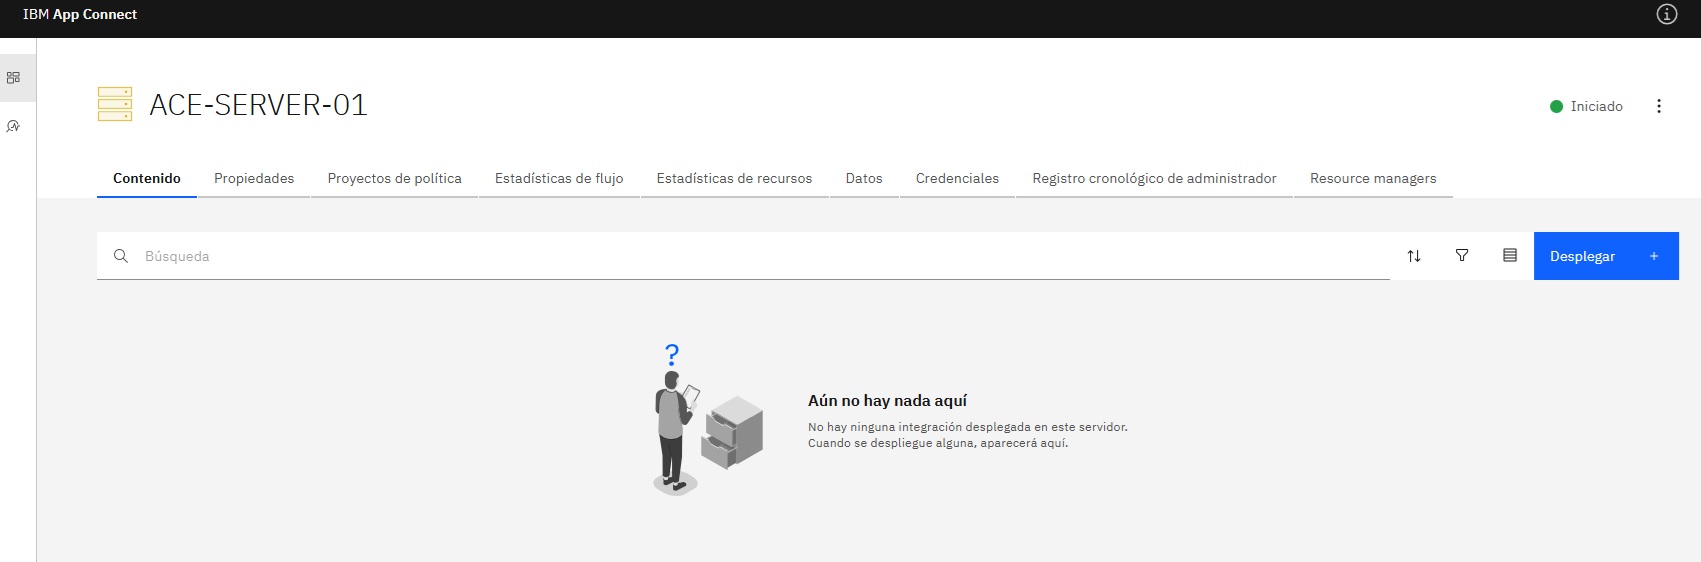 IBM App Connect
ACE-SERVER-01
Iniciado
Contenido Propiedades Proyectos de política Estadísticas de flujo Estadísticas de recursos Datos Credenciales Registro cronológico de administrador Resource managers
Búsqueda
Desplegar +
?
Aún no hay nada aquí
No hay ninguna integración desplegada en este servidor.
Cuando se despliegue alguna, aparecerá aquí.